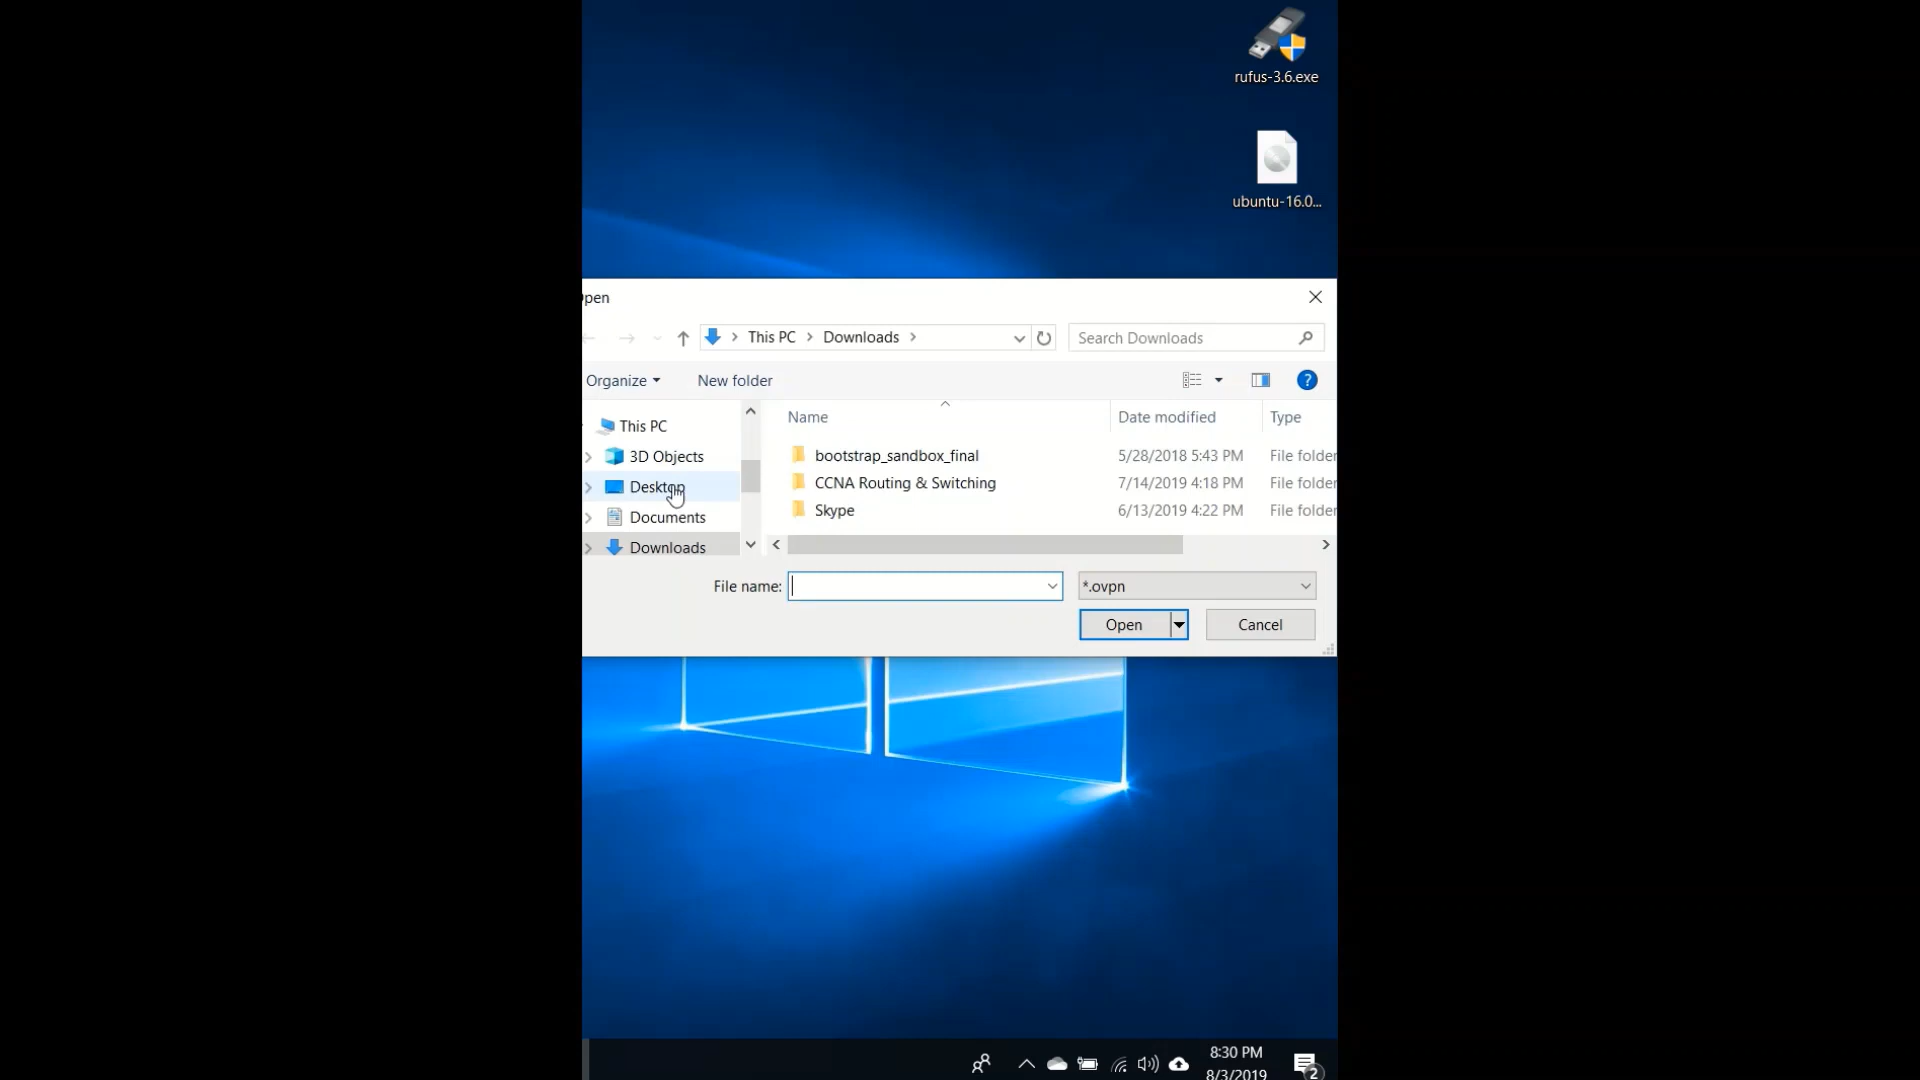 rufus-3.6.exe
ubuntu-16.0...
pen
This PC
Downloads
Search Downloads
Organize
New folder
?
Name
Date modified
Type
This PC
3D Objects
Desktop
Documents
Downloads
bootstrap_sandbox_final
5/28/2018 5:43 PM
File folder
CCNA Routing & Switching
7/14/2019 4:18 PM
File folder
Skype
6/13/2019 4:22 PM
File folder
File name:
*.ovpn
Open
Cancel
8:30 PM
8/3/2019
2